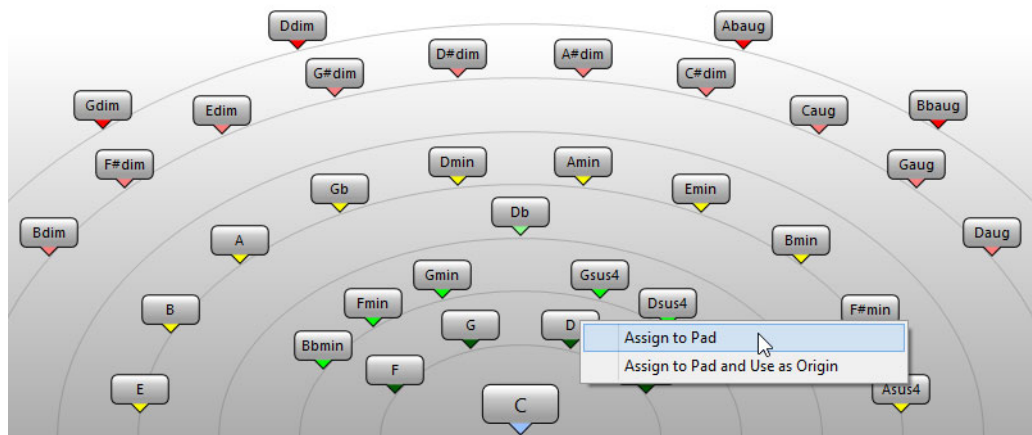 Ddim
Abaug
D#dim
A#dim
G#dim
C#dim
Gdim
Edim
Caug
Bbaug
F#dim
Dmin
Amin
Gaug
Gb
Emin
Bdim
Db
Daug
A
Bmin
Gmin
Gsus4
Fmin
Dsus4
B
F#min
G
D
Assign to Pad
Bbmin
F
Assign to Pad and Use as Origin
E
C
Asus4